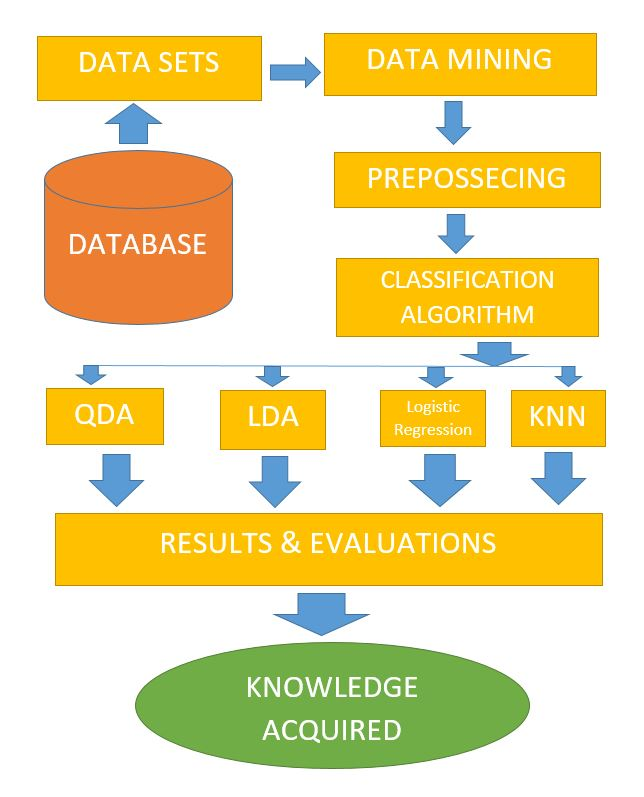 DATA SETS
DATA MINING
PREPOSSECING
DATABASE
CLASSIFICATION
ALGORITHM
QDA
LDA
Logistic
Regression
KNN
RESULTS & EVALUATIONS
KNOWLEDGE
ACQUIRED